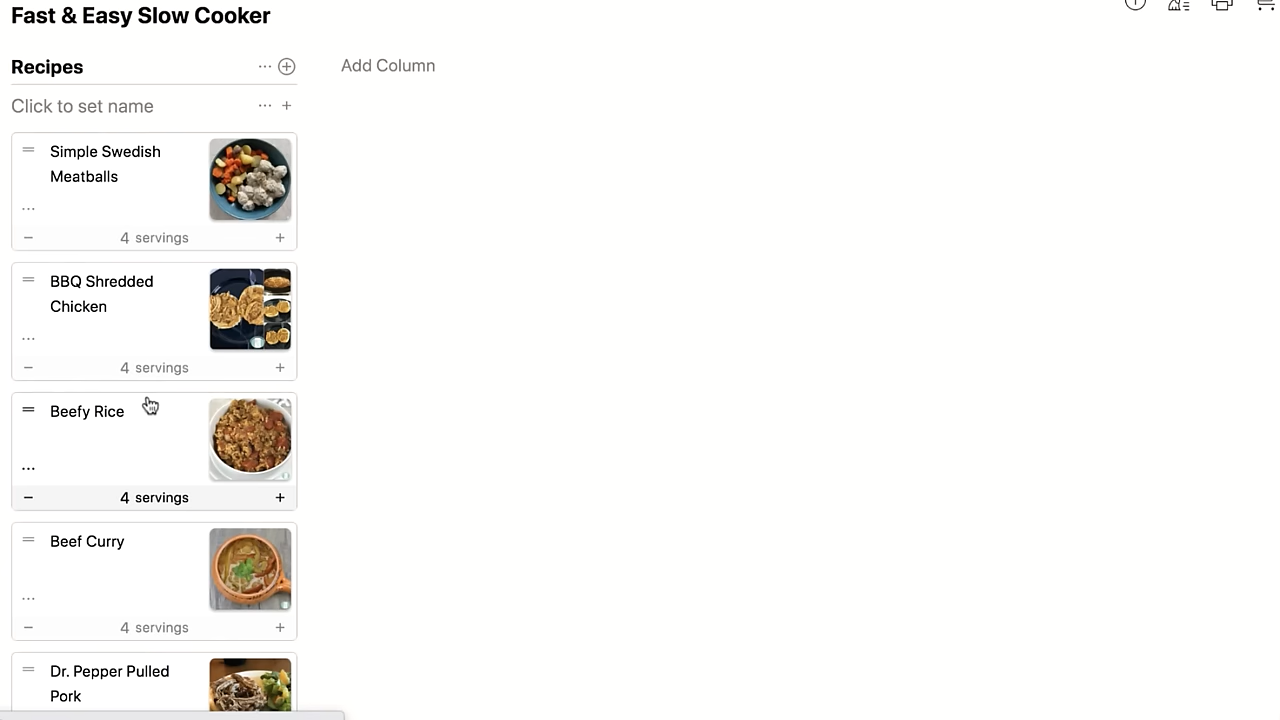 Fast & Easy Slow Cooker
Recipes
Add Column
Click to set name
Simple Swedish
Meatballs
4 servings
BBQ Shredded
Chicken
4 servings
Beefy Rice
4 servings
Beef Curry
4 servings
Dr. Pepper Pulled
Pork